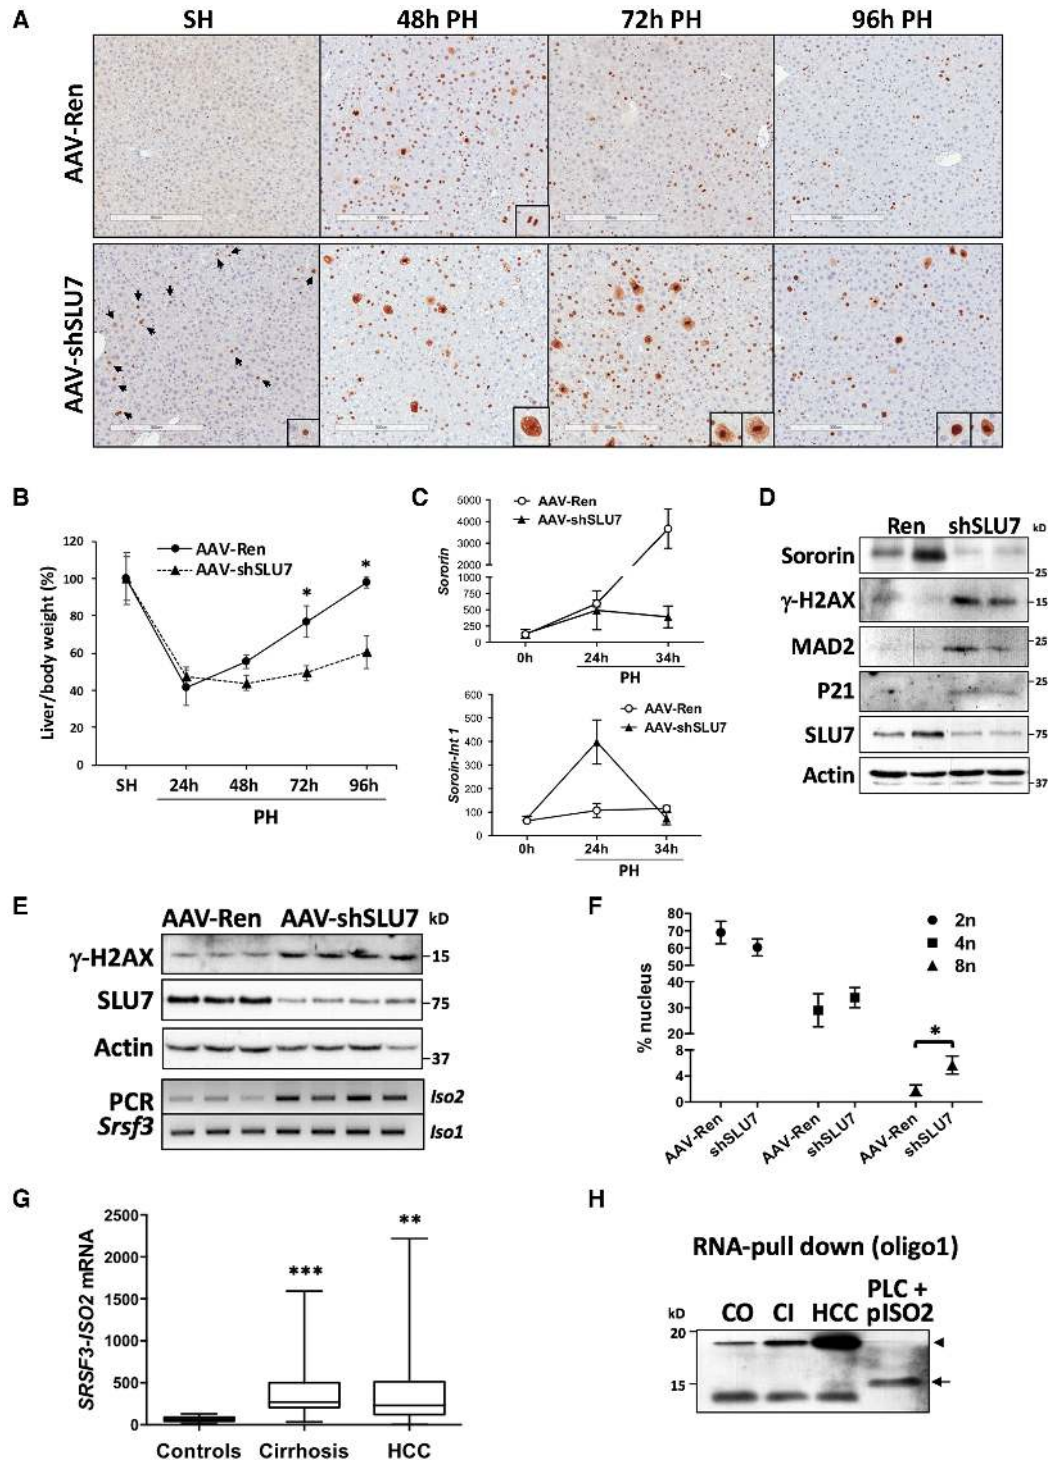 A
SH 48h PH 72h PH 96h PH
AAV-Ren
AAV-shSLU7
B
Liver/body weight (%)
120
100
80
60
40
20
0
AAV-Ren
AAV-shSLU7
* *
SH 24h 48h 72h 96h
PH
C
Sororin
5000
4000
3000
2000
1000
750
500
250
0
AAV-Ren
AAV-shSLU7
0h 24h 34h
PH
Soroin-Int 1
600
500
400
300
200
100
0
AAV-Ren
AAV-shSLU7
0h 24h 34h
PH
D
Ren shSLU7 kD
Sororin 25
γ-H2AX 15
MAD2 25
P21 25
SLU7 75
Actin 37
E
AAV-Ren AAV-shSLU7 kD
γ-H2AX 15
SLU7 75
Actin 37
PCR Iso2
Srsf3 Iso1
F
% nucleus
80
70
60
50
40
30
20
8
4
0
2n
4n
8n
*
AAV-Ren shSLU7 AAV-Ren shSLU7 AAV-Ren shSLU7
G
SRSF3-ISO2 mRNA
2500
2000
1500
1000
500
0
*** **
Controls Cirrhosis HCC
H
RNA-pull down (oligo1)
kD CO CI HCC PLC + pISO2
20
15